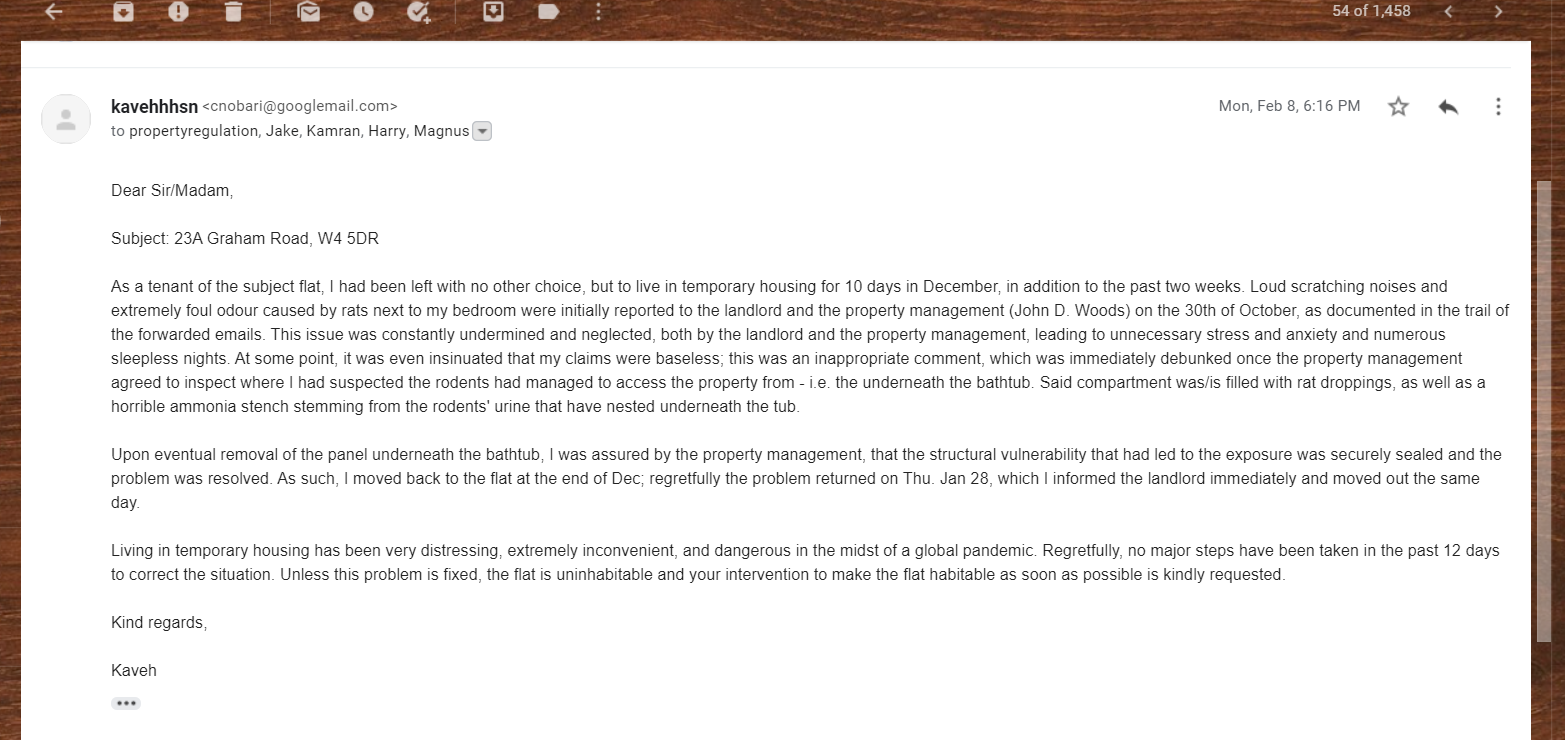 54 of 1,458
kavehhhsn <cnobari@googlemail.com>
Mon, Feb 8, 6:16 PM
to propertyregulation, Jake, Kamran, Harry, Magnus
Dear Sir/Madam,
Subject: 23A Graham Road, W4 5DR
As a tenant of the subject flat, I had been left with no other choice, but to live in temporary housing for 10 days in December, in addition to the past two weeks. Loud scratching noises and
extremely foul odour caused by rats next to my bedroom were initially reported to the landlord and the property management (John D. Woods) on the 30th of October, as documented in the trail of
the forwarded emails. This issue was constantly undermined and neglected, both by the landlord and the property management, leading to unnecessary stress and anxiety and numerous
sleepless nights. At some point, it was even insinuated that my claims were baseless; this was an inappropriate comment, which was immediately debunked once the property management
agreed to inspect where I had suspected the rodents had managed to access the property from - i.e. the underneath the bathtub. Said compartment was/is filled with rat droppings, as well as a
horrible ammonia stench stemming from the rodents' urine that have nested underneath the tub.
Upon eventual removal of the panel underneath the bathtub, I was assured by the property management, that the structural vulnerability that had led to the exposure was securely sealed and the
problem was resolved. As such, I moved back to the flat at the end of Dec; regretfully the problem returned on Thu. Jan 28, which I informed the landlord immediately and moved out the same
day.
Living in temporary housing has been very distressing, extremely inconvenient, and dangerous in the midst of a global pandemic. Regretfully, no major steps have been taken in the past 12 days
to correct the situation. Unless this problem is fixed, the flat is uninhabitable and your intervention to make the flat habitable as soon as possible is kindly requested.
Kind regards,
Kaveh